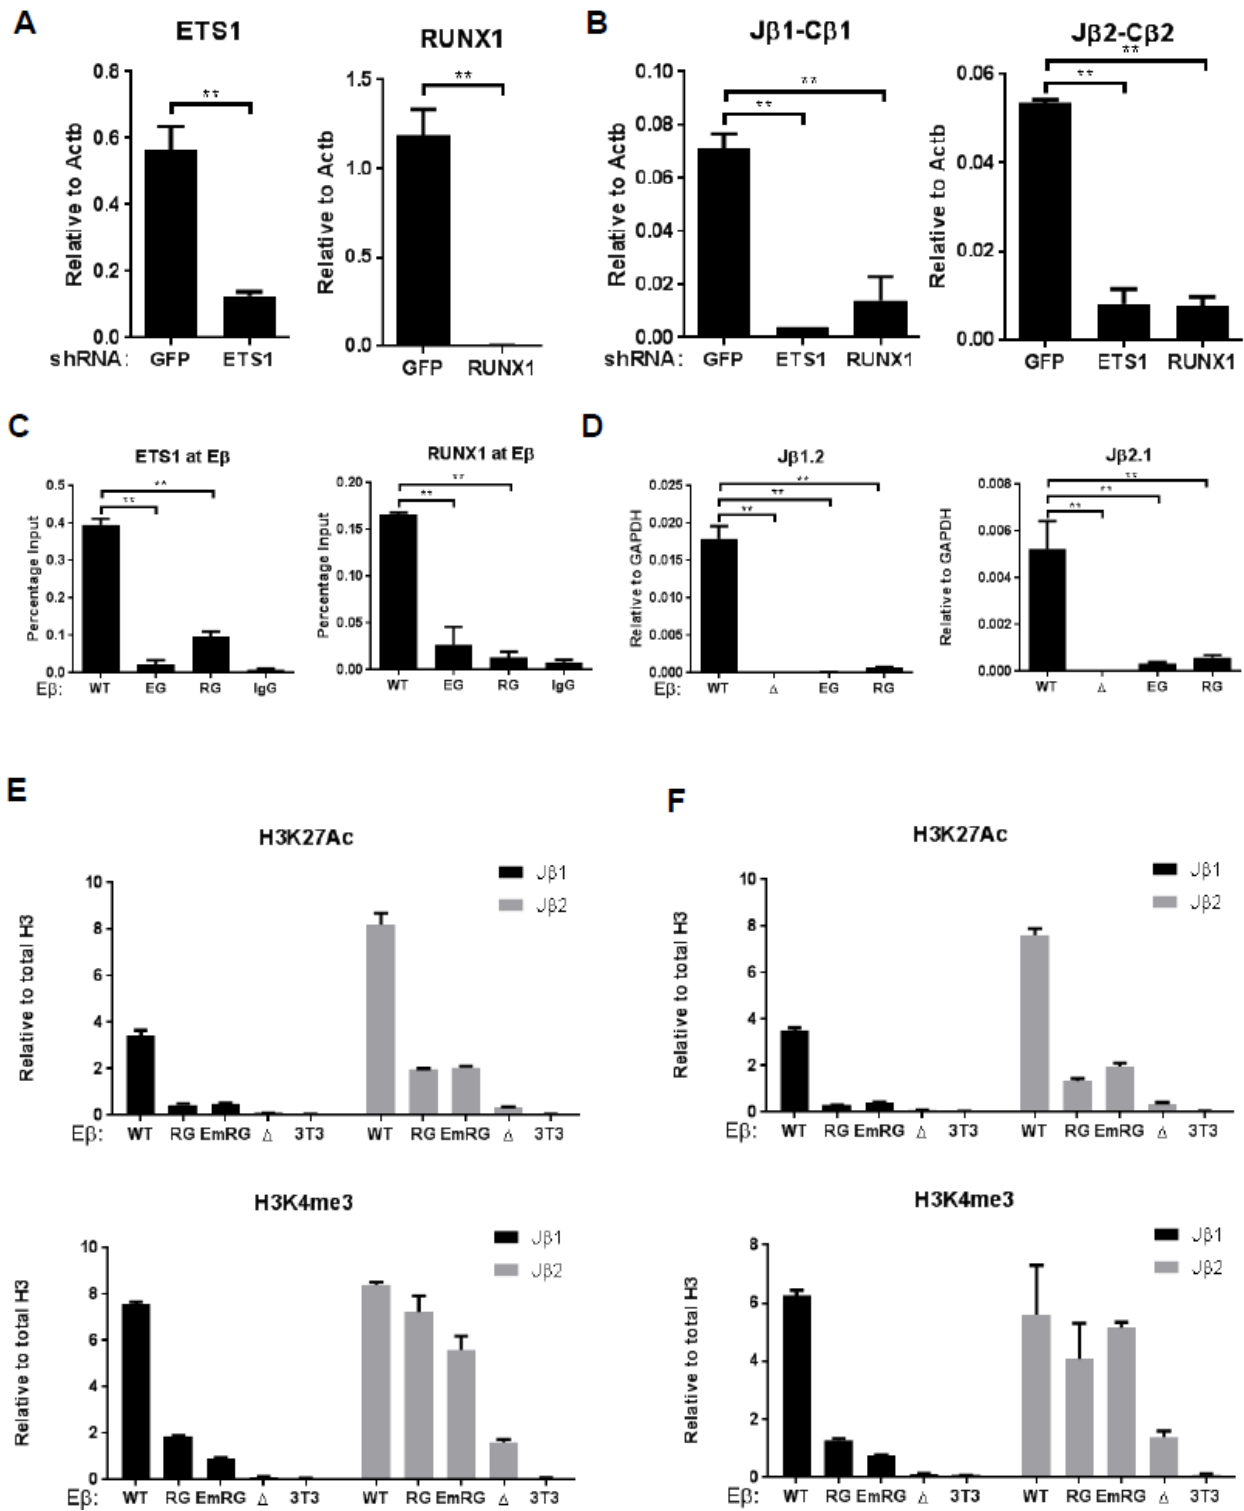 A
ETS1
Relative to Actb
0.8
0.6
0.4
0.2
0.0
**
shRNA:
GFP
ETS1
RUNX1
Relative to Actb
1.5
1.0
0.5
0.0
**
GFP
RUNX1
B
Jβ1-Cβ1
Relative to Actb
0.10
0.08
0.06
0.04
0.02
0.00
**
**
shRNA:
GFP
ETS1
RUNX1
Jβ2-Cβ2
Relative to Actb
0.06
0.04
0.02
0.00
**
**
GFP
ETS1
RUNX1
C
ETS1 at Eβ
Percentage Input
0.5
0.4
0.3
0.2
0.1
0.0
**
**
Eβ:
WT
EG
RG
IgG
RUNX1 at Eβ
Percentage Input
0.20
0.15
0.10
0.05
0.00
**
**
WT
EG
RG
IgG
D
Jβ1.2
Relative to GAPDH
0.025
0.020
0.015
0.010
0.005
0.000
**
**
**
Eβ:
WT
Δ
EG
RG
Jβ2.1
Relative to GAPDH
0.008
0.006
0.004
0.002
0.000
**
**
**
WT
Δ
EG
RG
E
H3K27Ac
Jβ1
Jβ2
Relative to total H3
10
8
6
4
2
0
Eβ:
WT RG EmRG Δ 3T3
WT RG EmRG Δ 3T3
H3K4me3
Jβ1
Jβ2
Relative to total H3
10
8
6
4
2
0
Eβ:
WT RG EmRG Δ 3T3
WT RG EmRG Δ 3T3
F
H3K27Ac
Jβ1
Jβ2
Relative to total H3
10
8
6
4
2
0
Eβ:
WT RG EmRG Δ 3T3
WT RG EmRG Δ 3T3
H3K4me3
Jβ1
Jβ2
Relative to total H3
8
6
4
2
0
Eβ:
WT RG EmRG Δ 3T3
WT RG EmRG Δ 3T3